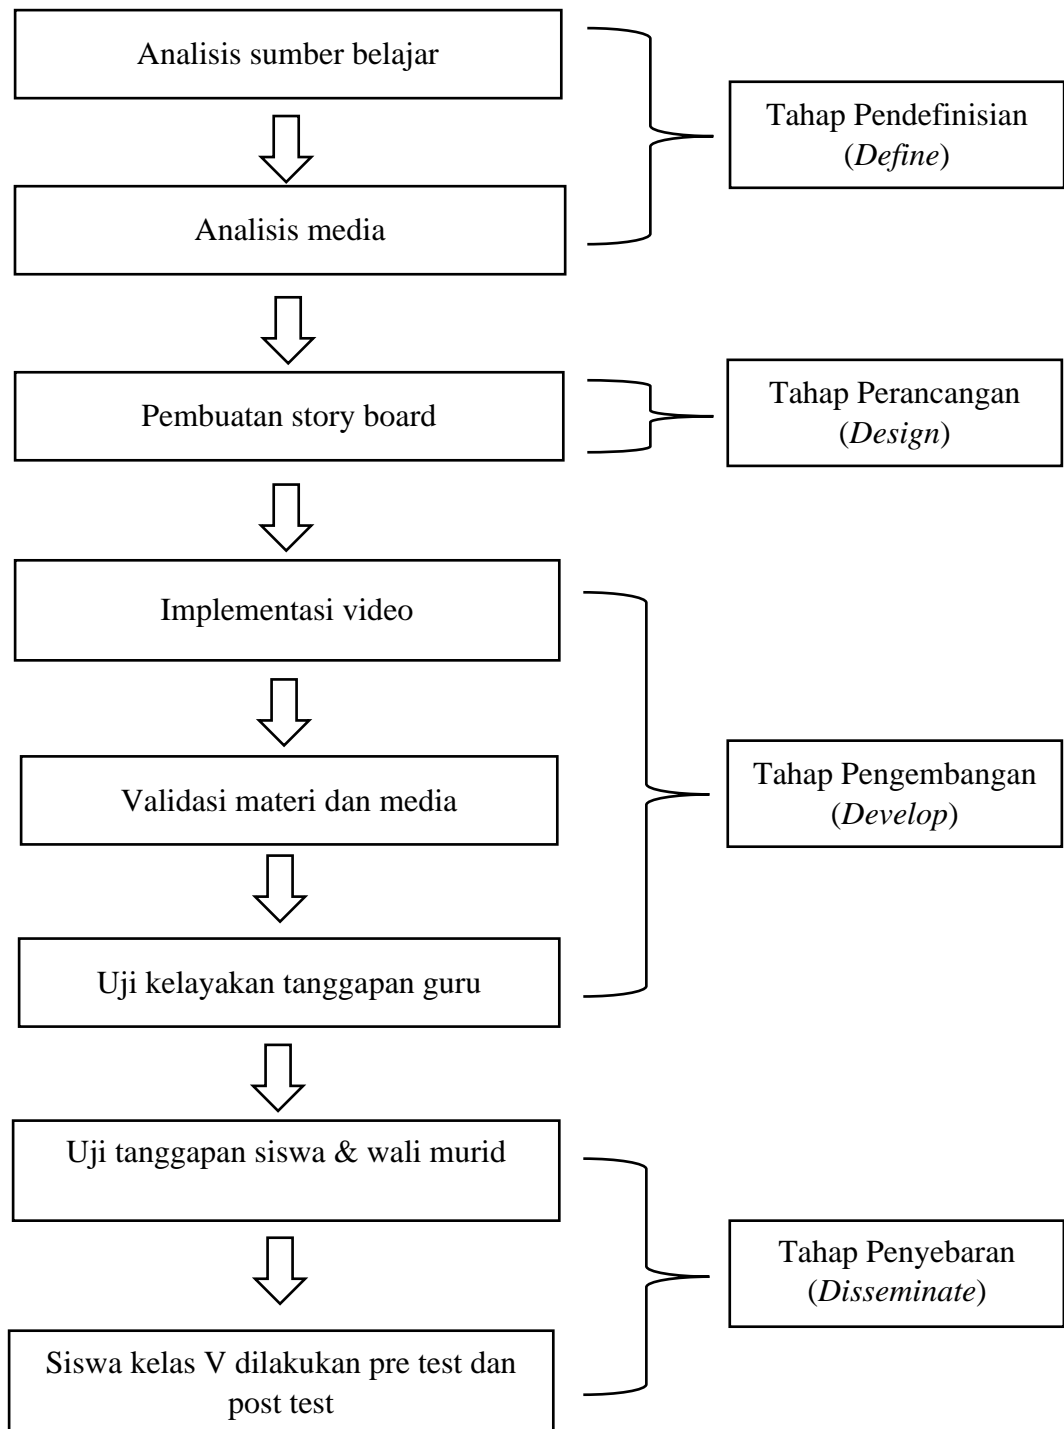 Analisis sumber belajar
Tahap Pendefinisian
(Define)
Analisis media
Pembuatan story board
Tahap Perancangan
(Design)
Implementasi video
Validasi materi dan media
Tahap Pengembangan
(Develop)
Uji kelayakan tanggapan guru
Uji tanggapan siswa & wali murid
Tahap Penyebaran
(Disseminate)
Siswa kelas V dilakukan pre test dan
post test